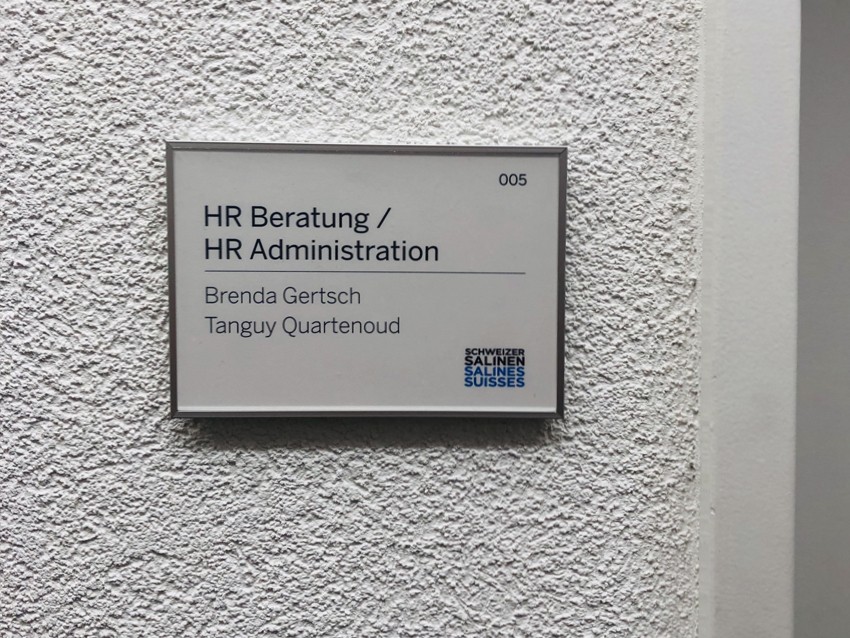 005
HR Beratung /
HR Administration
Brenda Gertsch
Tanguy Quartenoud
SCHWEIZER
SALINEN
SALINES
SUISSES